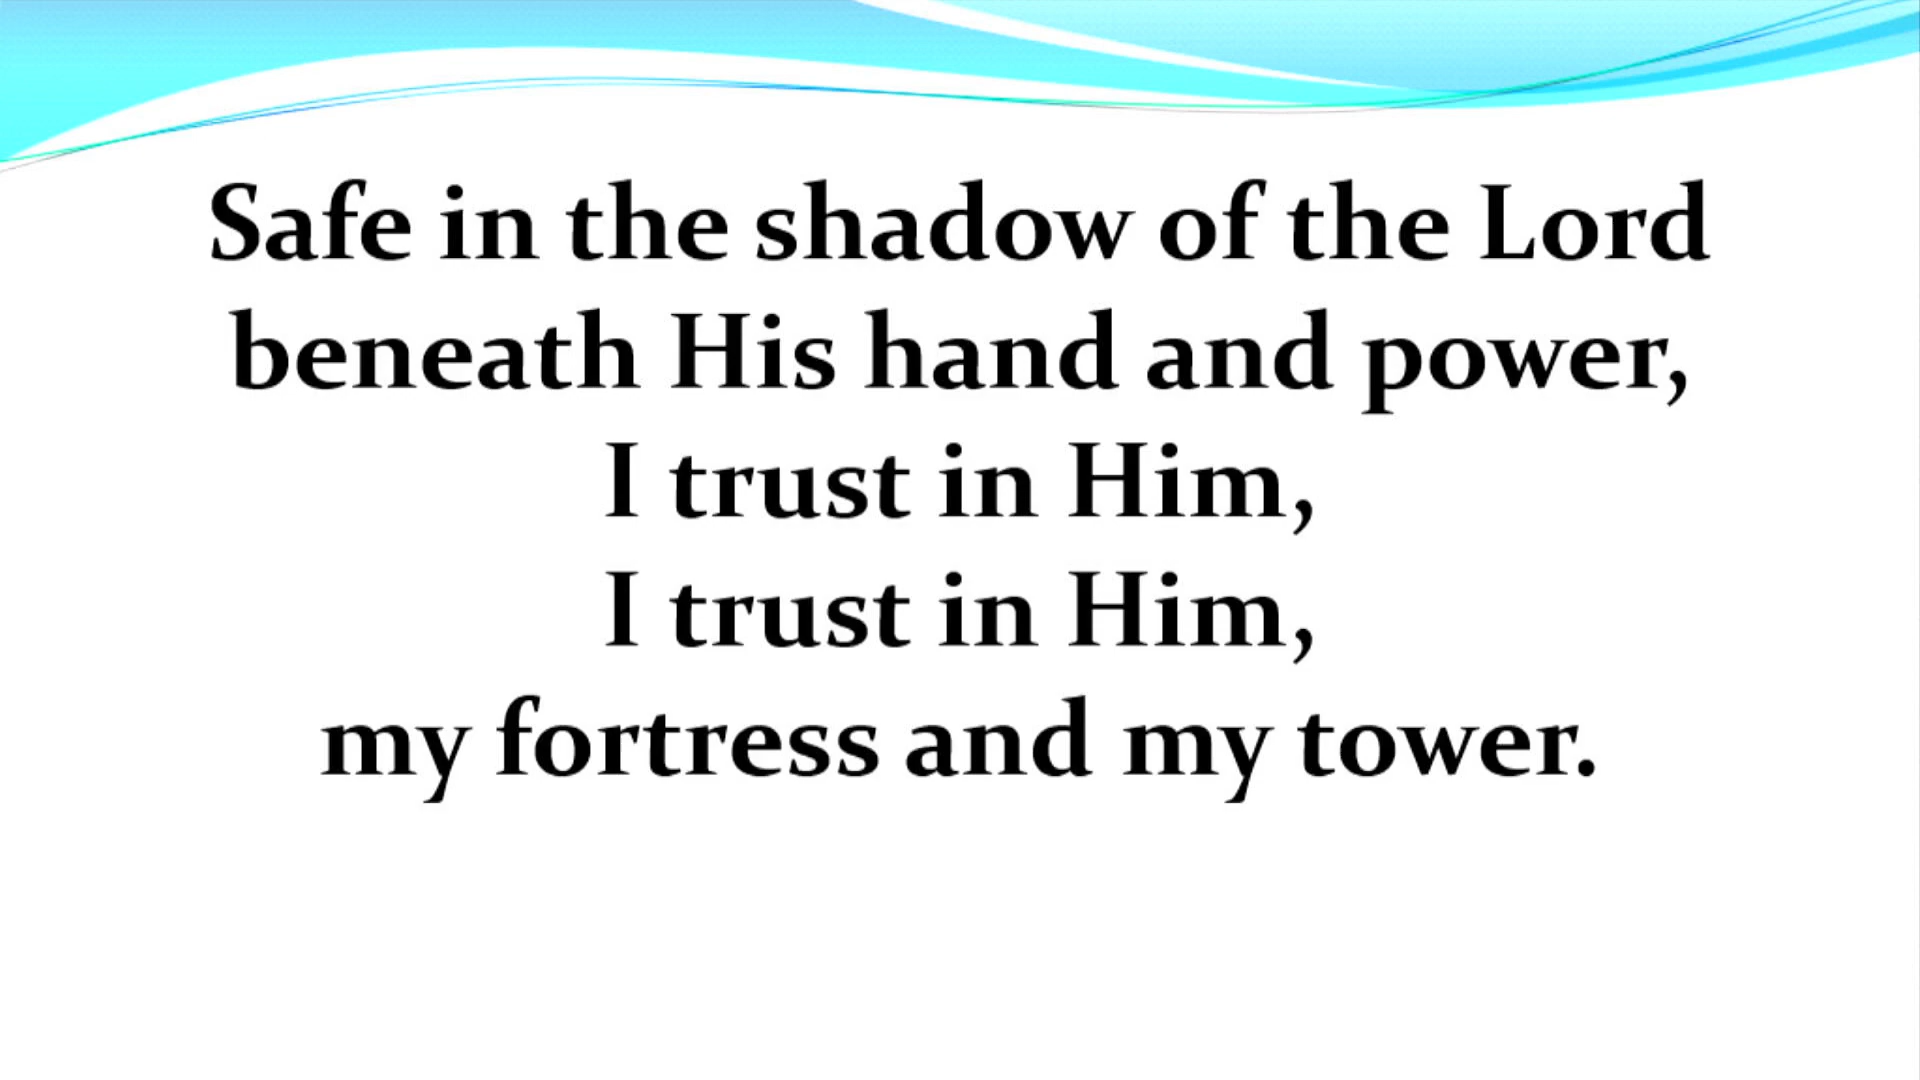 Safe in the shadow of the Lord
beneath His hand and power,
I trust in Him,
I trust in Him,
my fortress and my tower.